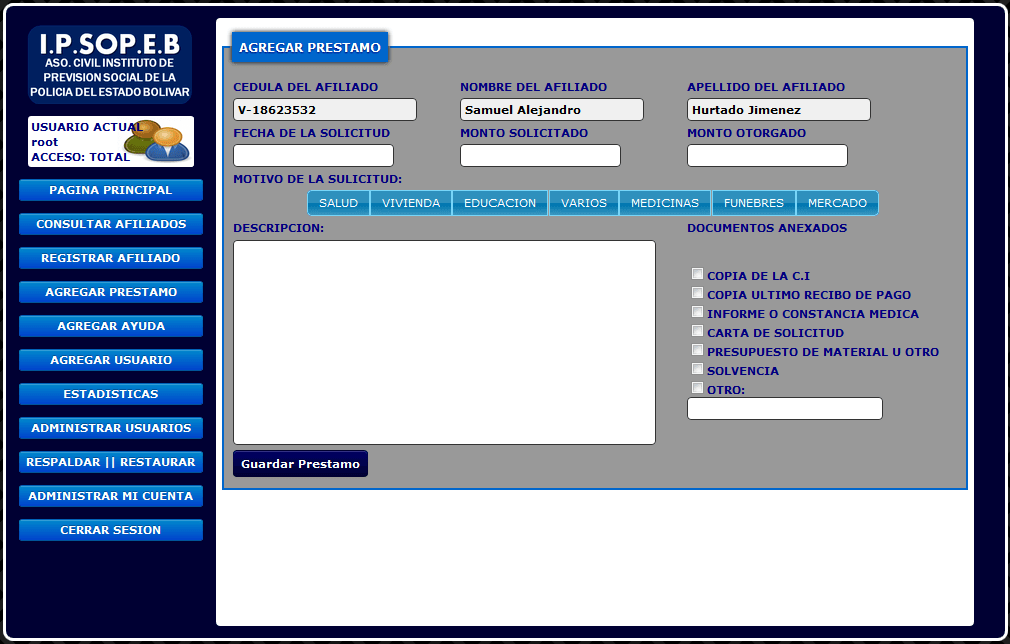 I.P.SOP.E.B
ASO. CIVIL INSTITUTO DE
PREVISION SOCIAL DE LA
POLICIA DEL ESTADO BOLIVAR
USUARIO ACTUAL
root
ACCESO: TOTAL
PAGINA PRINCIPAL
CONSULTAR AFILIADOS
REGISTRAR AFILIADO
AGREGAR PRESTAMO
AGREGAR AYUDA
AGREGAR USUARIO
ESTADISTICAS
ADMINISTRAR USUARIOS
RESPALDAR || RESTAURAR
ADMINISTRAR MI CUENTA
CERRAR SESION
AGREGAR PRESTAMO
CEDULA DEL AFILIADO NOMBRE DEL AFILIADO APELLIDO DEL AFILIADO
V-18623532 Samuel Alejandro Hurtado Jimenez
FECHA DE LA SOLICITUD MONTO SOLICITADO MONTO OTORGADO
MOTIVO DE LA SULICITUD:
SALUD VIVIENDA EDUCACION VARIOS MEDICINAS FUNEBRES MERCADO
DESCRIPCION: DOCUMENTOS ANEXADOS
COPIA DE LA C.I
COPIA ULTIMO RECIBO DE PAGO
INFORME O CONSTANCIA MEDICA
CARTA DE SOLICITUD
PRESUPUESTO DE MATERIAL U OTRO
SOLVENCIA
OTRO:
Guardar Prestamo